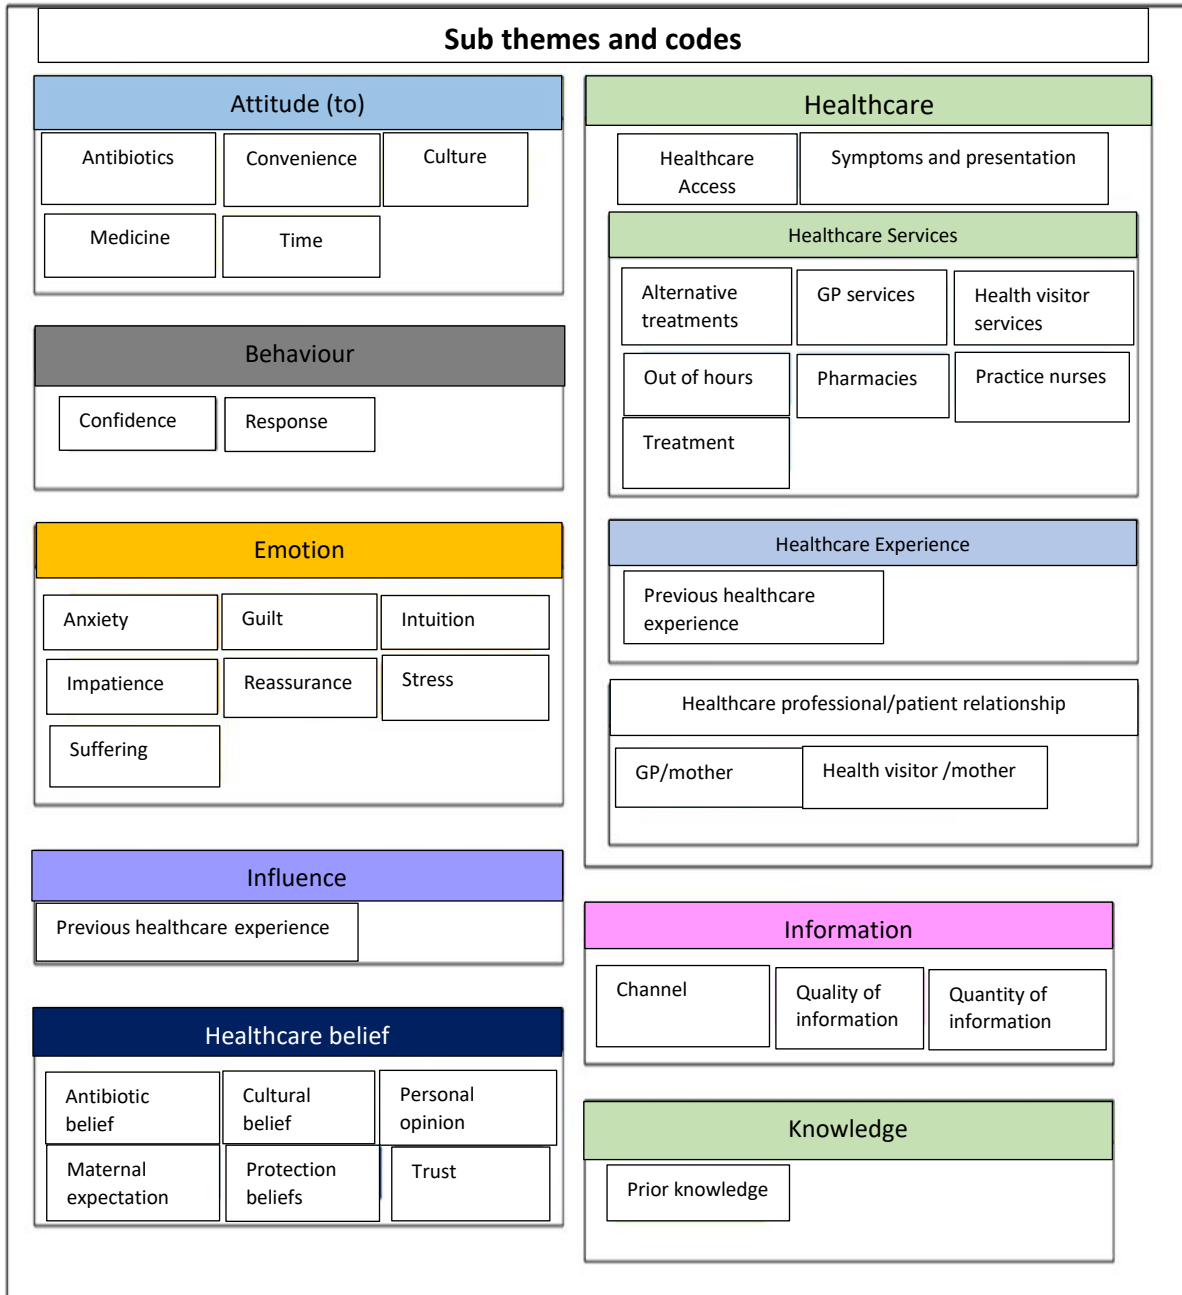 Sub themes and codes
Attitude (to)
Antibiotics
Convenience
Culture
Medicine
Time
Behaviour
Confidence
Response
Emotion
Anxiety
Guilt
Intuition
Impatience
Reassurance
Stress
Suffering
Influence
Previous healthcare experience
Healthcare belief
Antibiotic
belief
Cultural
belief
Personal
opinion
Maternal
expectation
Protection
beliefs
Trust
Healthcare
Healthcare
Access
Symptoms and presentation
Healthcare Services
Alternative
treatments
GP services
Health visitor
services
Out of hours
Pharmacies
Practice nurses
Treatment
Healthcare Experience
Previous healthcare
experience
Healthcare professional/patient relationship
GP/mother
Health visitor /mother
Information
Channel
Quality of
information
Quantity of
information
Knowledge
Prior knowledge